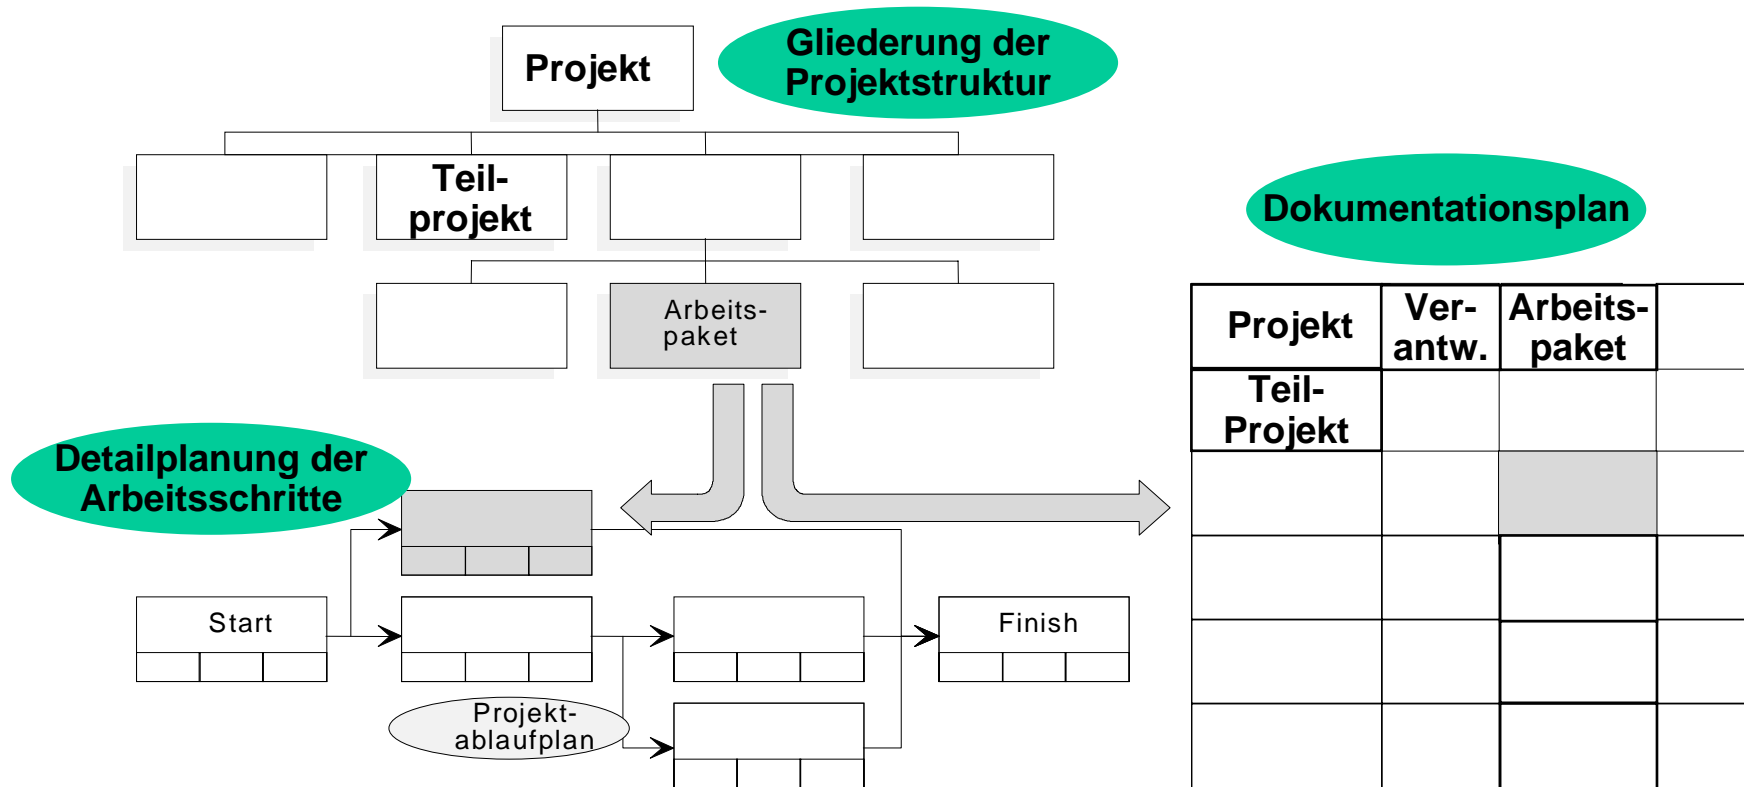 Projekt
Gliederung der
Projektstruktur
Teil-
projekt
Arbeits-
paket
Dokumentationsplan
Projekt
Ver-
antw.
Arbeits-
paket
Teil-
Projekt
Detailplanung der
Arbeitsschritte
Start
Finish
Projekt-
ablaufplan